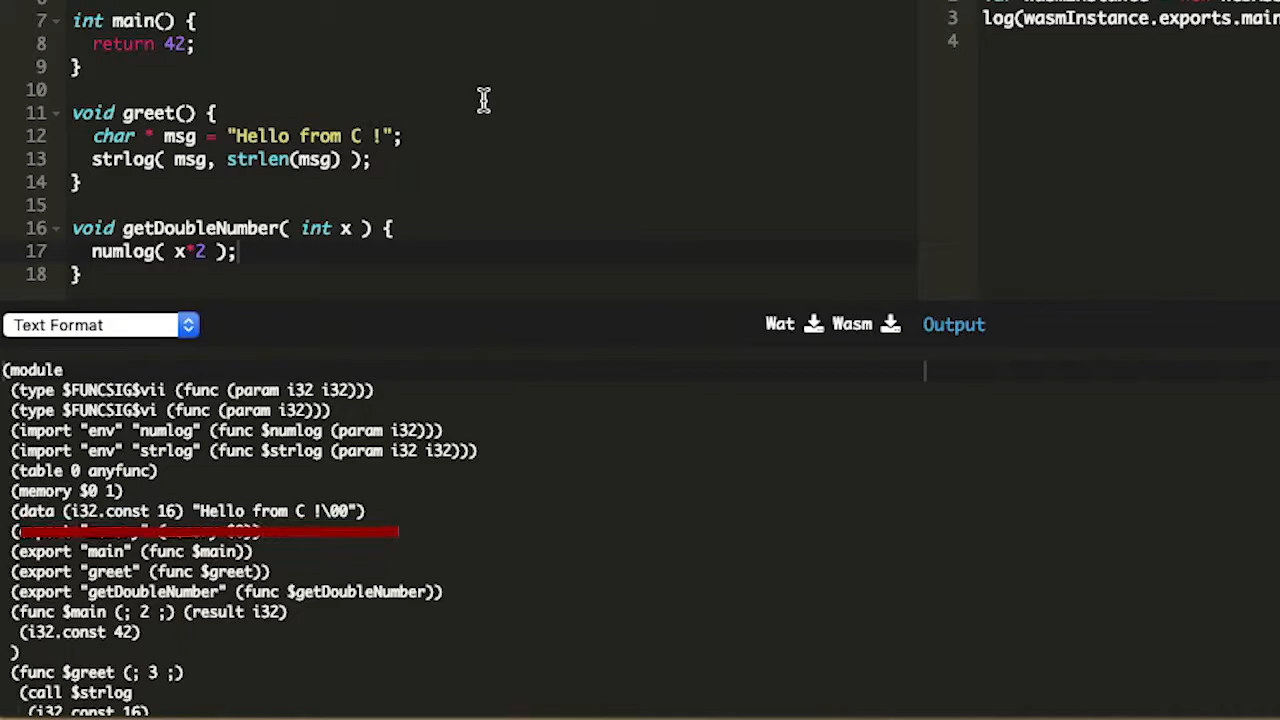 7 int main() {
8 return 42;
9 }
10
11 void greet() {
12 char * msg = "Hello from C !";
13 strlog( msg, strlen(msg) );
14 }
15
16 void getDoubleNumber( int x ) {
17 numlog( x*2 );
18 }
3 log(wasmInstance.exports.main
4
Text Format
Wat Wasm Output
(module
(type $FUNCSIG$vii (func (param i32 i32)))
(type $FUNCSIG$vi (func (param i32)))
(import "env" "numlog" (func $numlog (param i32)))
(import "env" "strlog" (func $strlog (param i32 i32)))
(table 0 anyfunc)
(memory $0 1)
(data (i32.const 16) "Hello from C !\00")
(export "main" (func $main))
(export "greet" (func $greet))
(export "getDoubleNumber" (func $getDoubleNumber))
(func $main (; 2 ;) (result i32)
(i32.const 42)
)
(func $greet (; 3 ;)
(call $strlog
(i32.const 16)